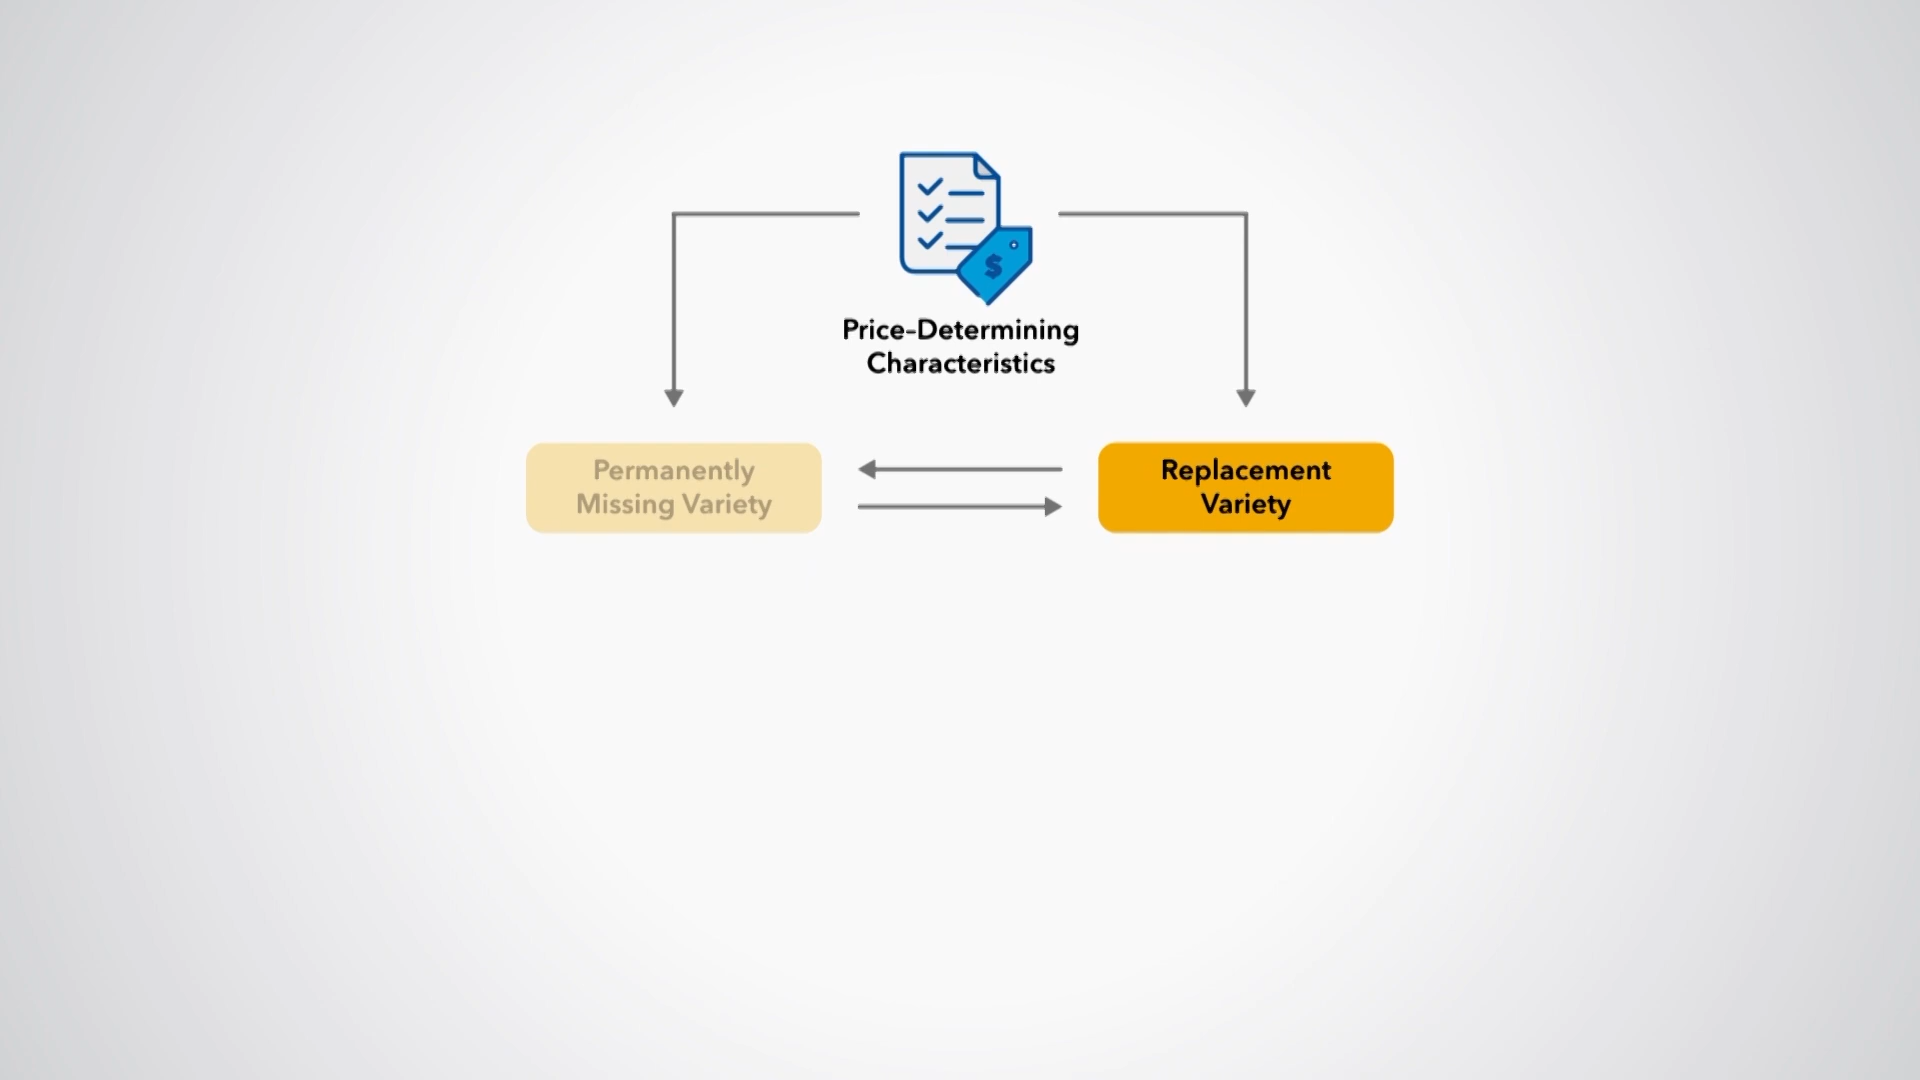 $
Price-Determining
Characteristics
Permanently
Missing Variety
Replacement
Variety